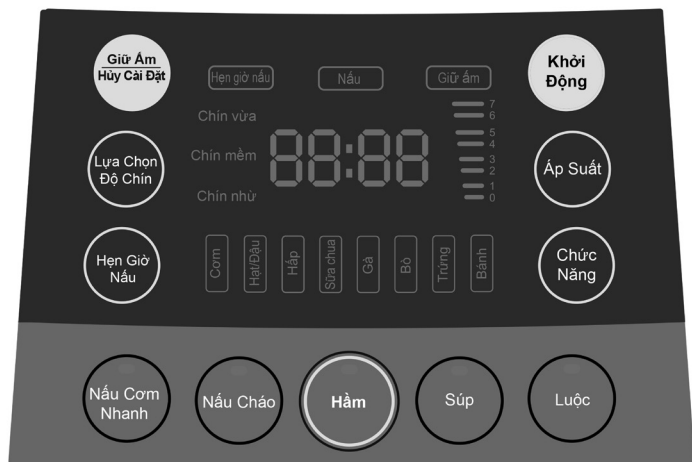 Giữ Ấm
Hủy Cài Đặt
Hẹn giờ nấu
Nấu
Giữ ấm
Khởi
Động
Chín vừa
Chín mềm
Chín nhừ
88:88
7
6
5
4
3
2
1
0
Lựa Chọn
Độ Chín
Áp Suất
Hẹn Giờ
Nấu
Cơm
Hạt/Đậu
Hấp
Sữa chua
Gà
Bò
Trứng
Bánh
Chức
Năng
Nấu Cơm
Nhanh
Nấu Cháo
Hầm
Súp
Luộc